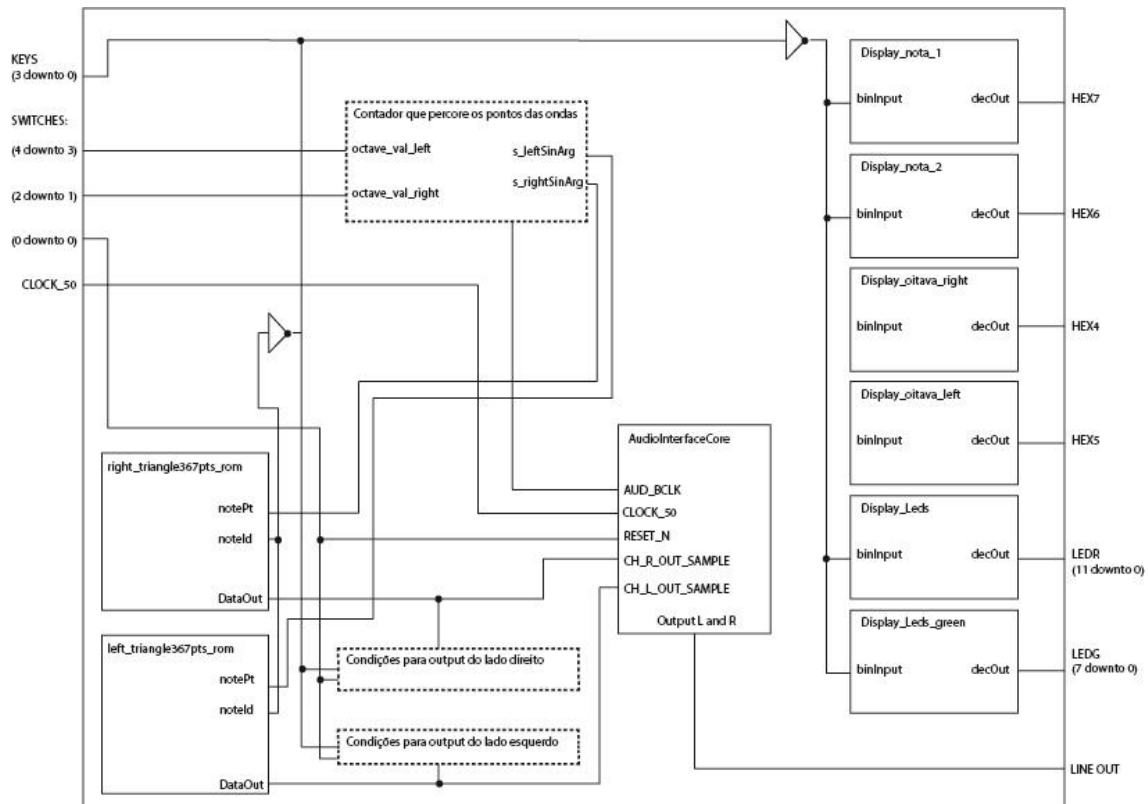 KEYS
(3 downto 0)
SWITCHES:
(4 downto 3)
(2 downto 1)
(0 downto 0)
CLOCK_50
Contador que percore os pontos das ondas
octave_val_left
s_leftSinArg
s_rightSinArg
octave_val_right
right_triangle367pts_rom
notePt
noteId
DataOut
left_triangle367pts_rom
notePt
noteId
DataOut
Condições para output do lado direito
Condições para output do lado esquerdo
AudioInterfaceCore
AUD_BCLK
CLOCK_50
RESET_N
CH_R_OUT_SAMPLE
CH_L_OUT_SAMPLE
Output L and R
Display_nota_1
binInput decOut
HEX7
Display_nota_2
binInput decOut
HEX6
Display_oitava_right
binInput decOut
HEX4
Display_oitava_left
binInput decOut
HEX5
Display_Leds
binInput decOut
LEDR
(11 downto 0)
Display_Leds_green
binInput decOut
LEDG
(7 downto 0)
LINE OUT